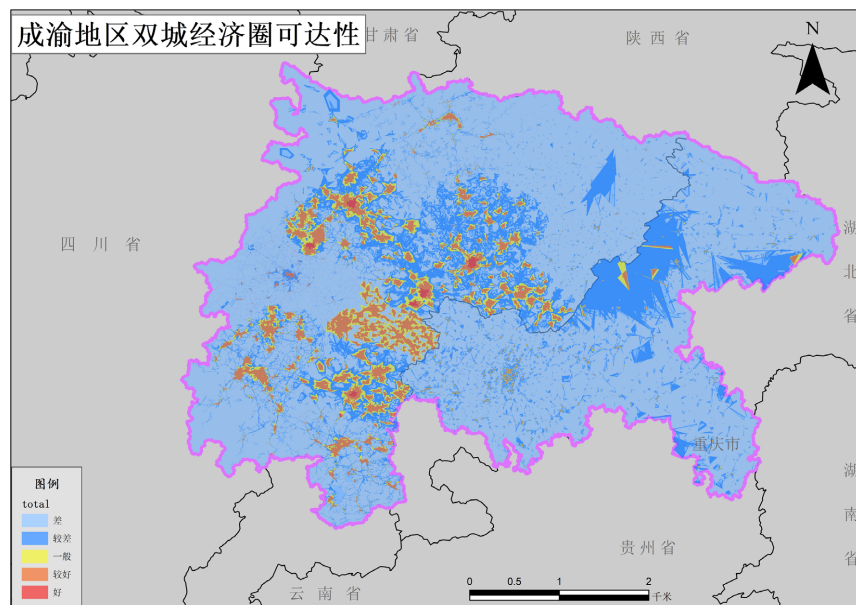 成渝地区双城经济圈可达性
甘肃省
陕西省
N
四川省
湖北省
重庆市
湖南省
贵州省
云南省
图例
total
差
较差
一般
较好
好
0 0.5 1 2
千米